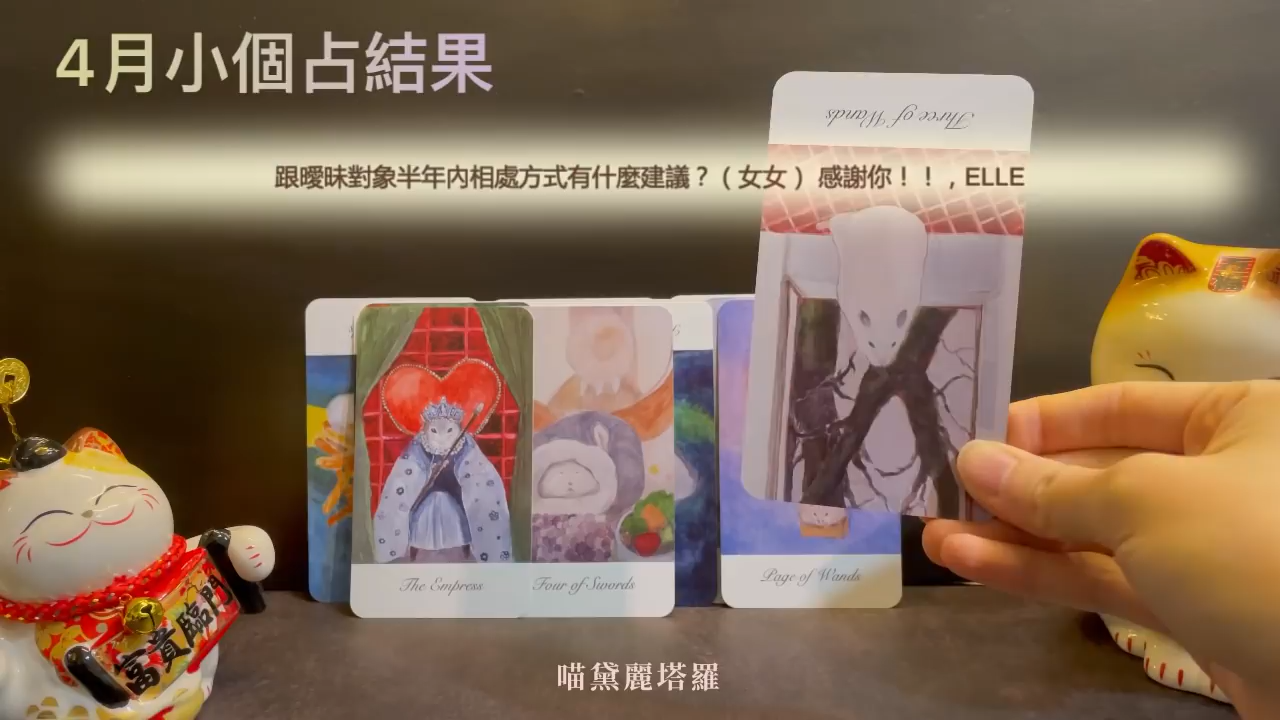 4月小個占結果
跟曖昧對象半年內相處方式有什麼建議？（女女） 感謝你！！，ELLE
Three of Wands
The Empress
Four of Swords
Page of Wands
富貴臨門
喵黛麗塔羅